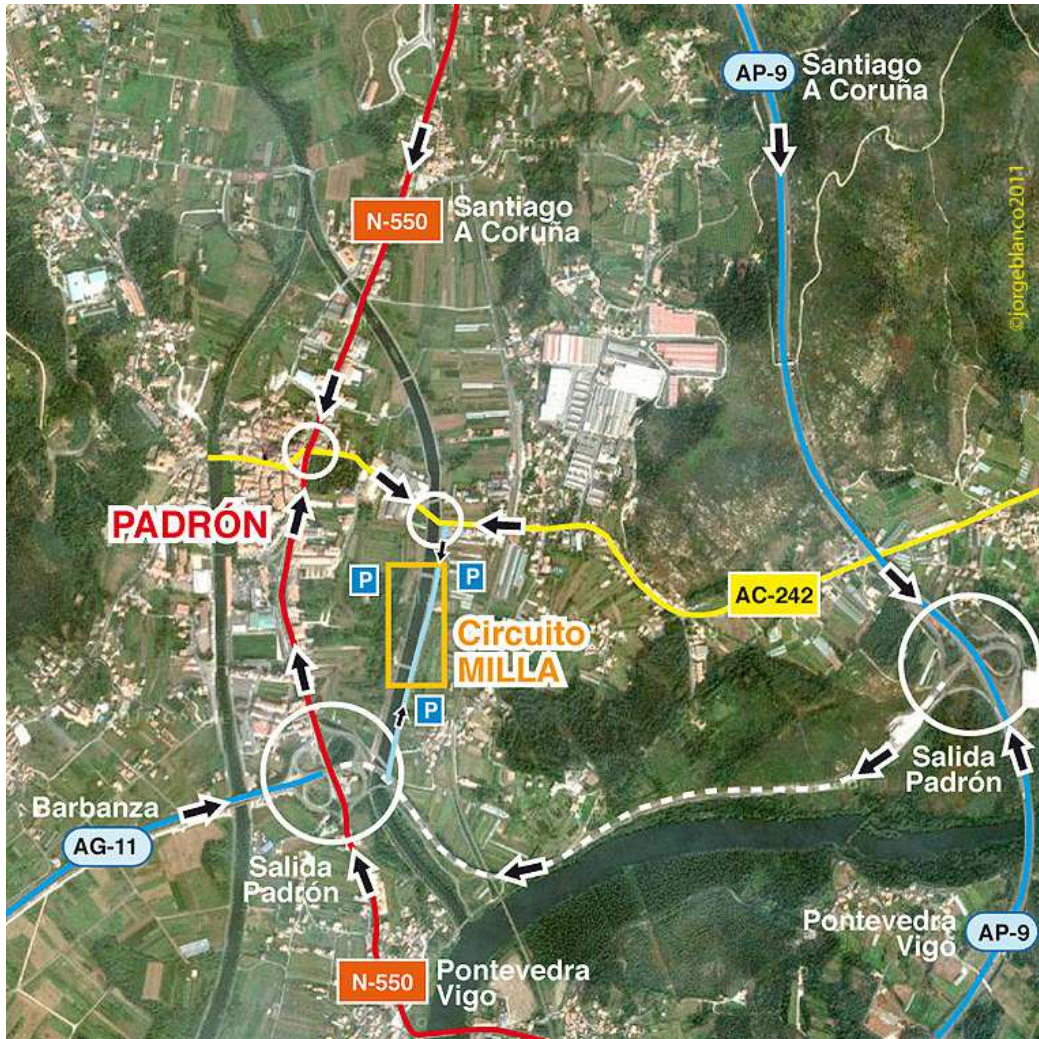 AP-9
Santiago
A Coruña
N-550
Santiago
A Coruña
©jorgeblanco2011
PADRÓN
P
P
AC-242
Circuito
MILLA
P
Salida
Padrón
Barbanza
AG-11
Salida
Padrón
Pontevedra
Vigo
AP-9
N-550
Pontevedra
Vigo